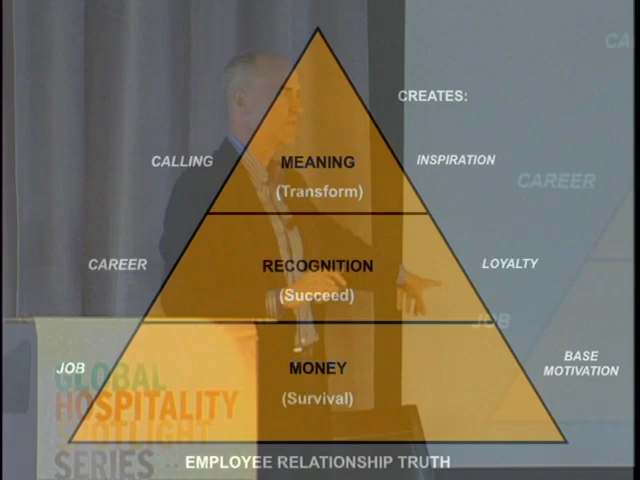 CREATES:
CALLING
MEANING
INSPIRATION
(Transform)
CAREER
CAREER
RECOGNITION
LOYALTY
(Succeed)
JOB
JOB
MONEY
BASE
MOTIVATION
(Survival)
GLOBAL
HOSPITALITY
SPOTLIGHT
SERIES
EMPLOYEE RELATIONSHIP TRUTH